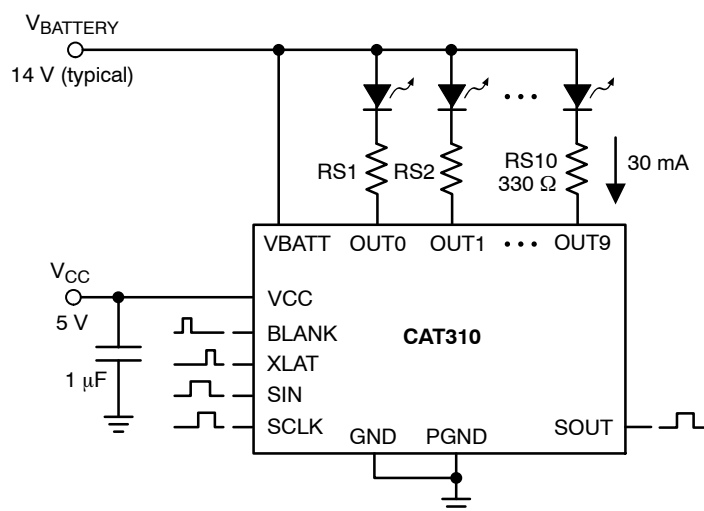 VBATTERY
14 V (typical)
RS1
RS2
RS10
330 Ω
30 mA
VBATT OUT0 OUT1 ••• OUT9
VCC
5 V
1 μF
VCC
BLANK
XLAT
SIN
SCLK
CAT310
GND PGND
SOUT